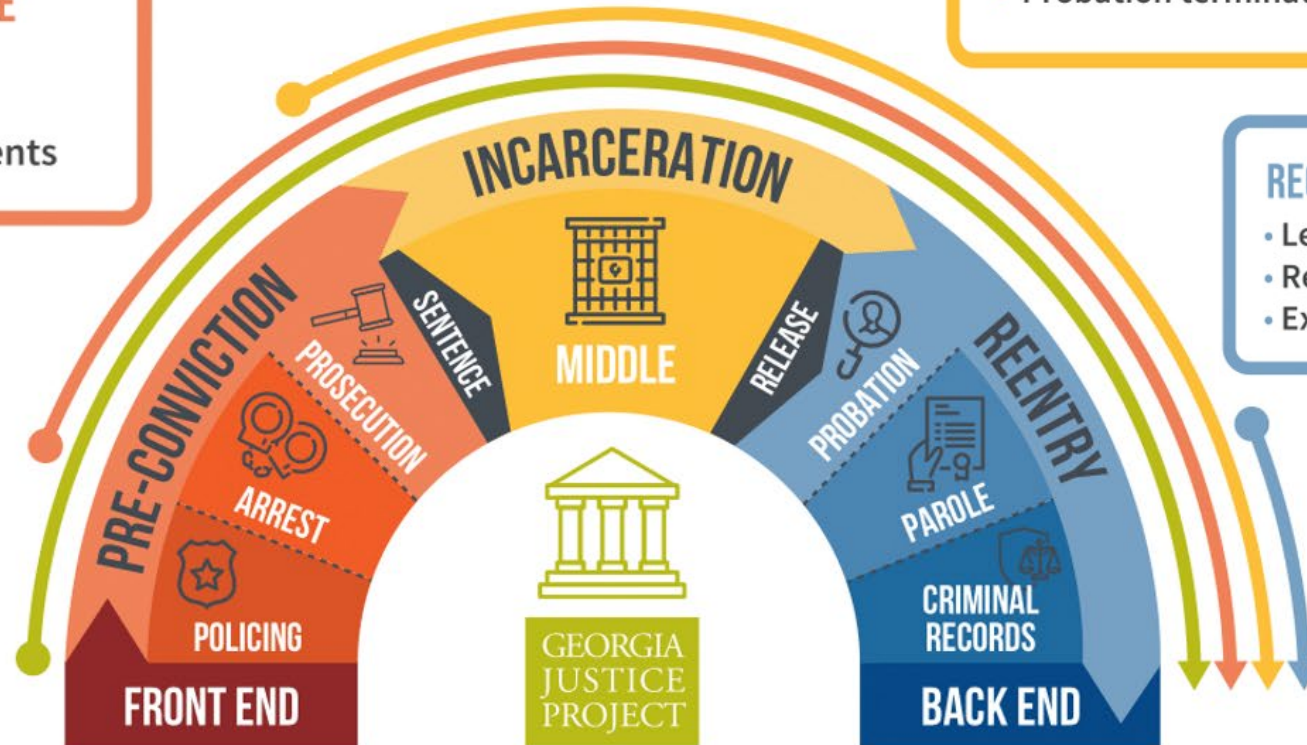 E
ents
INCARCERATION
PRE-CONVICTION
REENTRY
SENTENCE
MIDDLE
RELEASE
PROSECUTION
PROBATION
ARREST
PAROLE
POLICING
CRIMINAL
RECORDS
FRONT END
GEORGIA
JUSTICE
PROJECT
BACK END